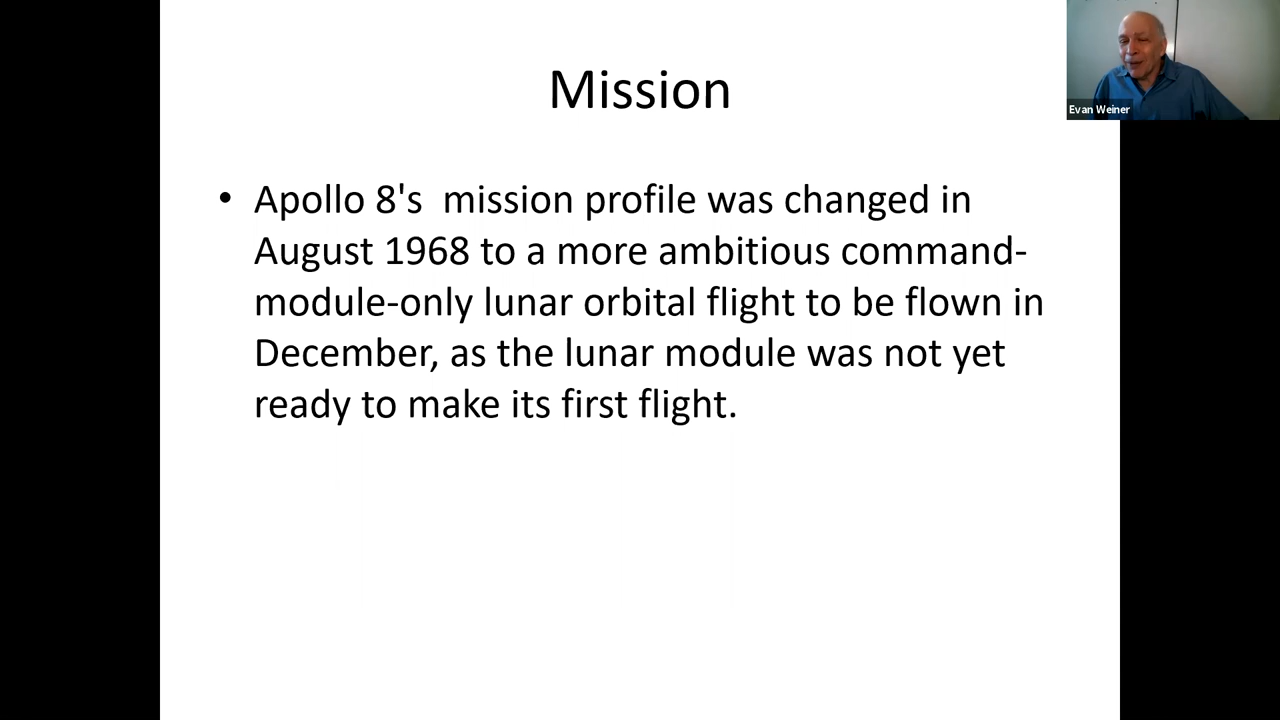 Mission
Evan Weiner
• Apollo 8's  mission profile was changed in
August 1968 to a more ambitious command-
module-only lunar orbital flight to be flown in
December, as the lunar module was not yet
ready to make its first flight.